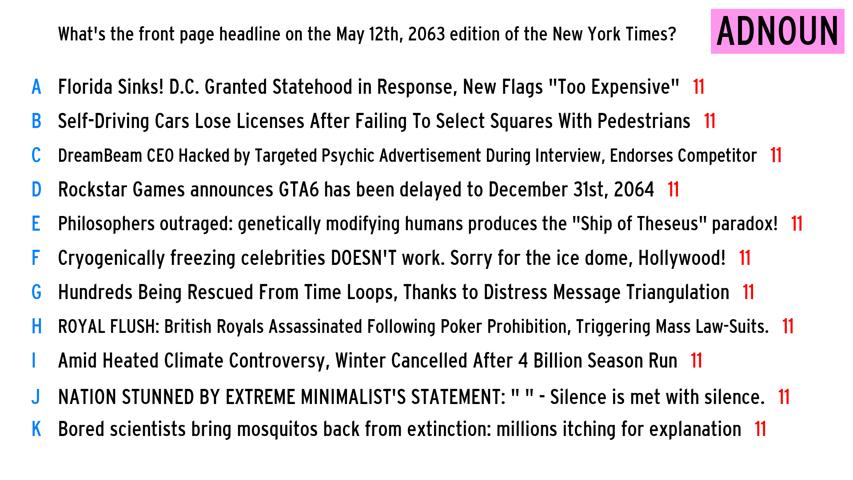 What's the front page headline on the May 12th, 2063 edition of the New York Times?
ADNOUN
A Florida Sinks! D.C. Granted Statehood in Response, New Flags "Too Expensive" 11
B Self-Driving Cars Lose Licenses After Failing To Select Squares With Pedestrians 11
C DreamBeam CEO Hacked by Targeted Psychic Advertisement During Interview, Endorses Competitor 11
D Rockstar Games announces GTA6 has been delayed to December 31st, 2064 11
E Philosophers outraged: genetically modifying humans produces the "Ship of Theseus" paradox! 11
F Cryogenically freezing celebrities DOESN'T work. Sorry for the ice dome, Hollywood! 11
G Hundreds Being Rescued From Time Loops, Thanks to Distress Message Triangulation 11
H ROYAL FLUSH: British Royals Assassinated Following Poker Prohibition, Triggering Mass Law-Suits. 11
I Amid Heated Climate Controversy, Winter Cancelled After 4 Billion Season Run 11
J NATION STUNNED BY EXTREME MINIMALIST'S STATEMENT: " " - Silence is met with silence. 11
K Bored scientists bring mosquitos back from extinction: millions itching for explanation 11